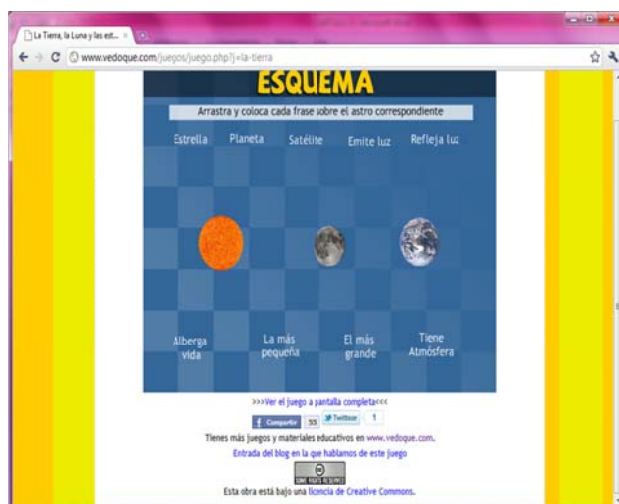 La Tierra, la Luna y las est...
www.vedoque.com/juegos/juego.php?j=la-tierra
ESQUEMA
Arrastra y coloca cada frase sobre el astro correspondiente
Estrella Planeta Satélite Emite luz Refleja luz
Alberga vida
La más pequeña
El más grande
Tiene Atmósfera
>>>Ver el juego a pantalla completa<<<
Compartir 55 Twittear 1
Tienes más juegos y materiales educativos en www.vedoque.com.
Entrada del blog en la que hablamos de este juego
SOME RIGHTS RESERVED
Esta obra está bajo una licencia de Creative Commons.